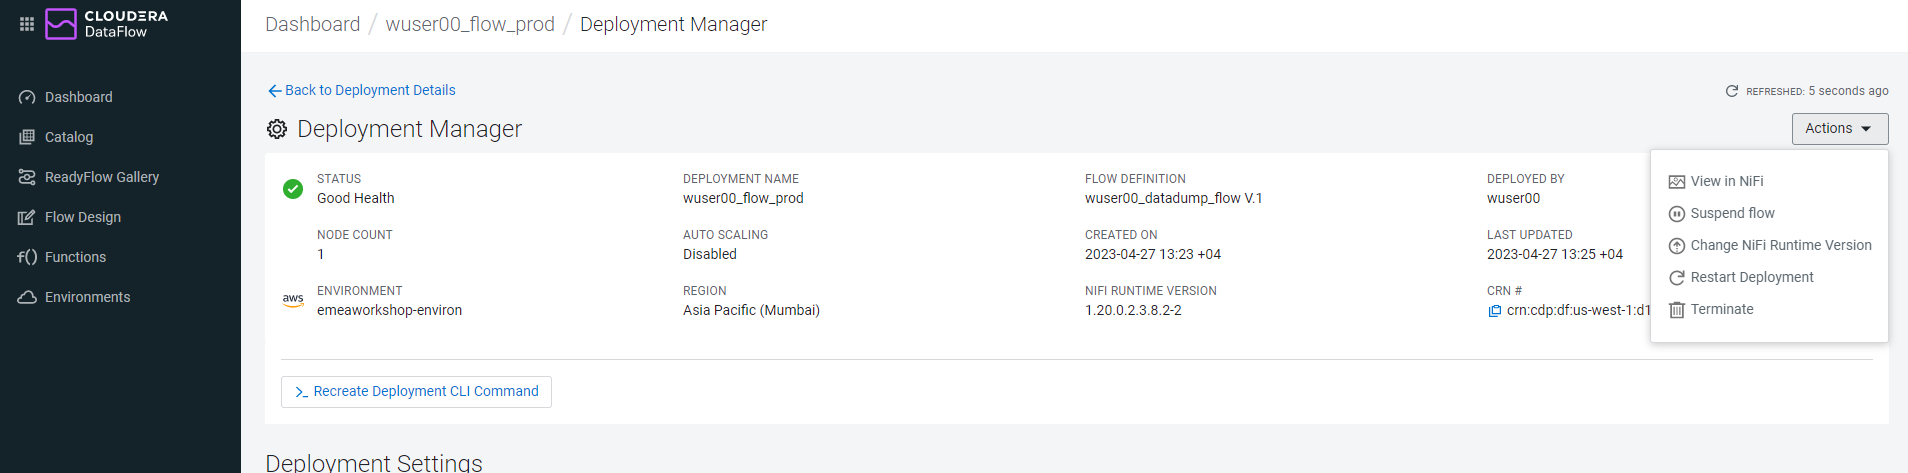 CLOUDERA
DataFlow
Dashboard
Catalog
ReadyFlow Gallery
Flow Design
Functions
Environments
Dashboard / wuser00_flow_prod / Deployment Manager
Back to Deployment Details
REFRESHED: 5 seconds ago
Deployment Manager
Actions
STATUS
Good Health
DEPLOYMENT NAME
wuser00_flow_prod
FLOW DEFINITION
wuser00_datadump_flow V.1
DEPLOYED BY
wuser00
NODE COUNT
1
AUTO SCALING
Disabled
CREATED ON
2023-04-27 13:23 +04
LAST UPDATED
2023-04-27 13:25 +04
aws
ENVIRONMENT
emeaworkshop-environ
REGION
Asia Pacific (Mumbai)
NIFI RUNTIME VERSION
1.20.0.2.3.8.2-2
CRN #
crn:cdp:df:us-west-1:d1
View in NiFi
Suspend flow
Change NiFi Runtime Version
Restart Deployment
Terminate
>_ Recreate Deployment CLI Command
Deployment Settings